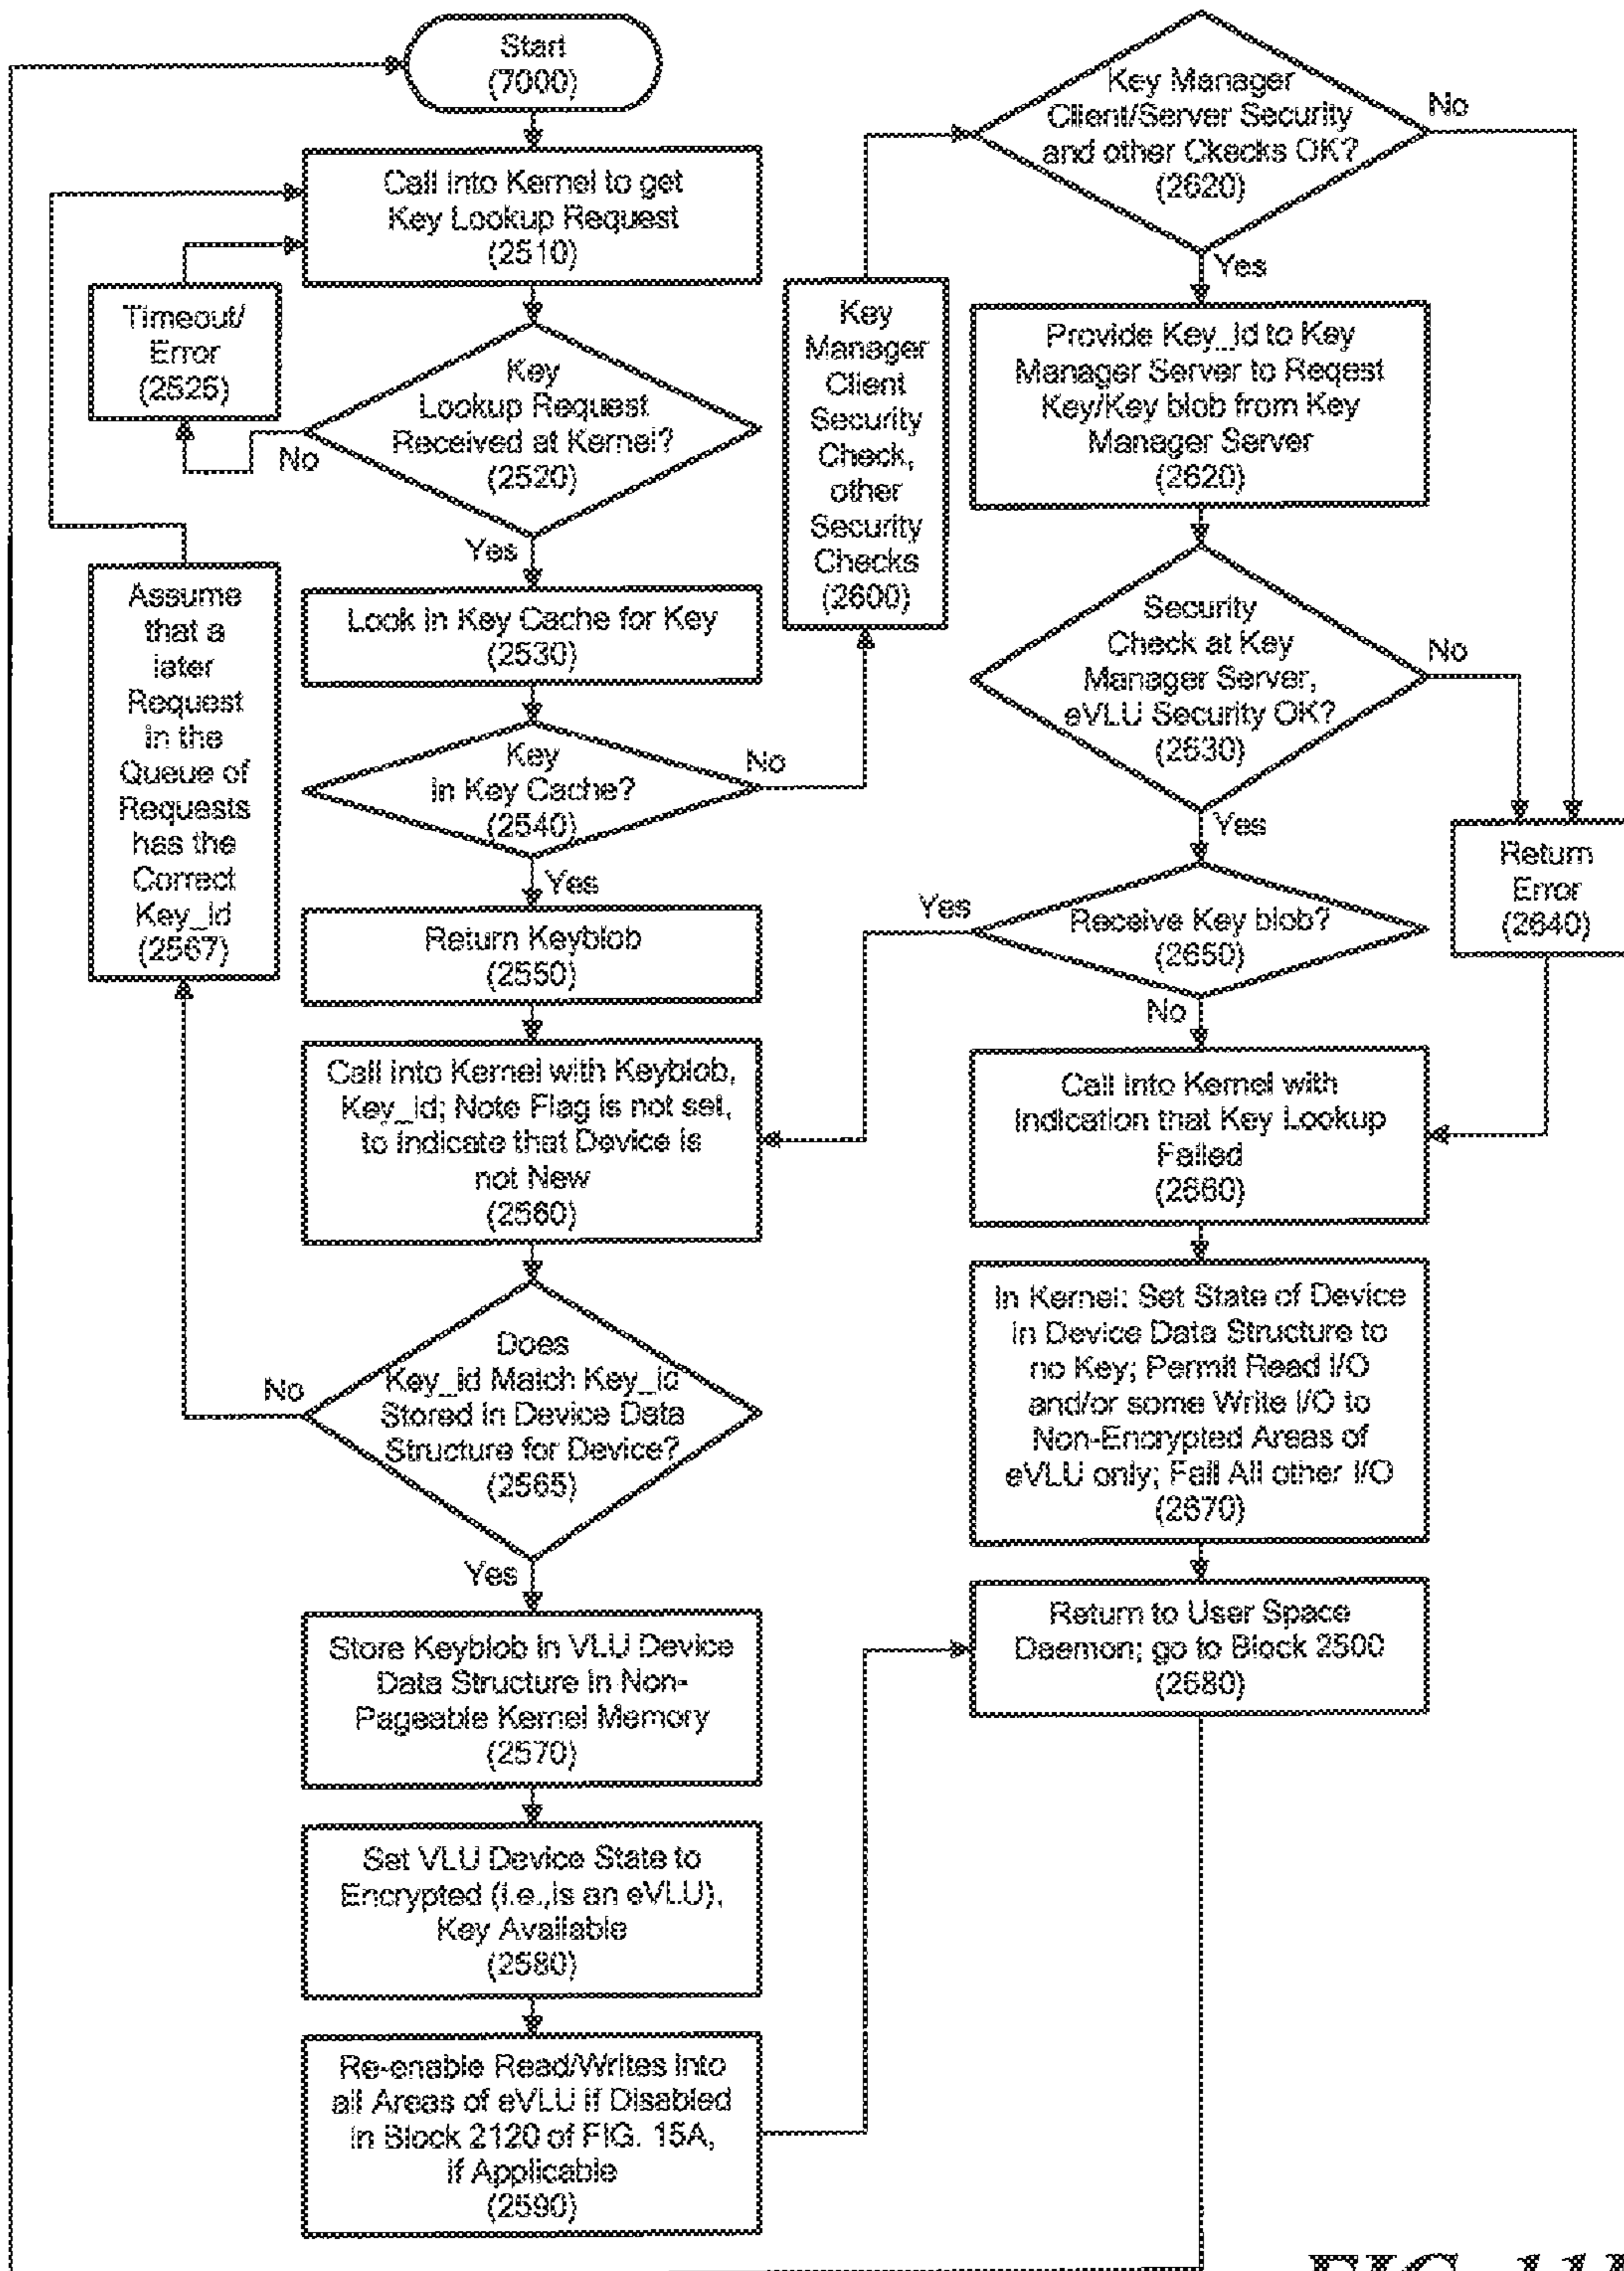 Start
(7000)
Call into Kernel to get
Key Lookup Request
(2510)
Timeout/
Error
(2525)
Key
Lookup Request
Received at Kernel?
(2520)
No
Yes
Assume
that a
later
Request
in the
Queue of
Requests
has the
Correct
Key_id
(2567)
Look in Key Cache for Key
(2530)
Key
in Key Cache?
(2540)
No
Yes
Return Keyblob
(2550)
Call into Kernel with Keyblob,
Key_id; Note Flag is not set,
to indicate that Device is
not New
(2560)
Does
Key_id Match Key_id
Stored in Device Data
Structure for Device?
(2565)
No
Yes
Store Keyblob in VLU Device
Data Structure in Non-
Pageable Kernel Memory
(2570)
Set VLU Device State to
Encrypted (i.e.,is an eVLU),
Key Available
(2580)
Re-enable Read/Writes into
all Areas of eVLU if Disabled
in Block 2120 of FIG. 15A,
if Applicable
(2590)
Key
Manager
Client
Security
Check,
other
Security
Checks
(2600)
Key Manager
Client/Server Security
and other Ckecks OK?
(2620)
No
Yes
Provide Key_id to Key
Manager Server to Reqest
Key/Key blob from Key
Manager Server
(2620)
Security
Check at Key
Manager Server,
eVLU Security OK?
(2630)
No
Yes
Return
Error
(2640)
Receive Key blob?
(2650)
Yes
No
Call into Kernel with
Indication that Key Lookup
Failed
(2660)
In Kernel: Set State of Device
in Device Data Structure to
no Key; Permit Read I/O
and/or some Write I/O to
Non-Encrypted Areas of
eVLU only; Fail All other I/O
(2670)
Return to User Space
Daemon; go to Block 2500
(2680)